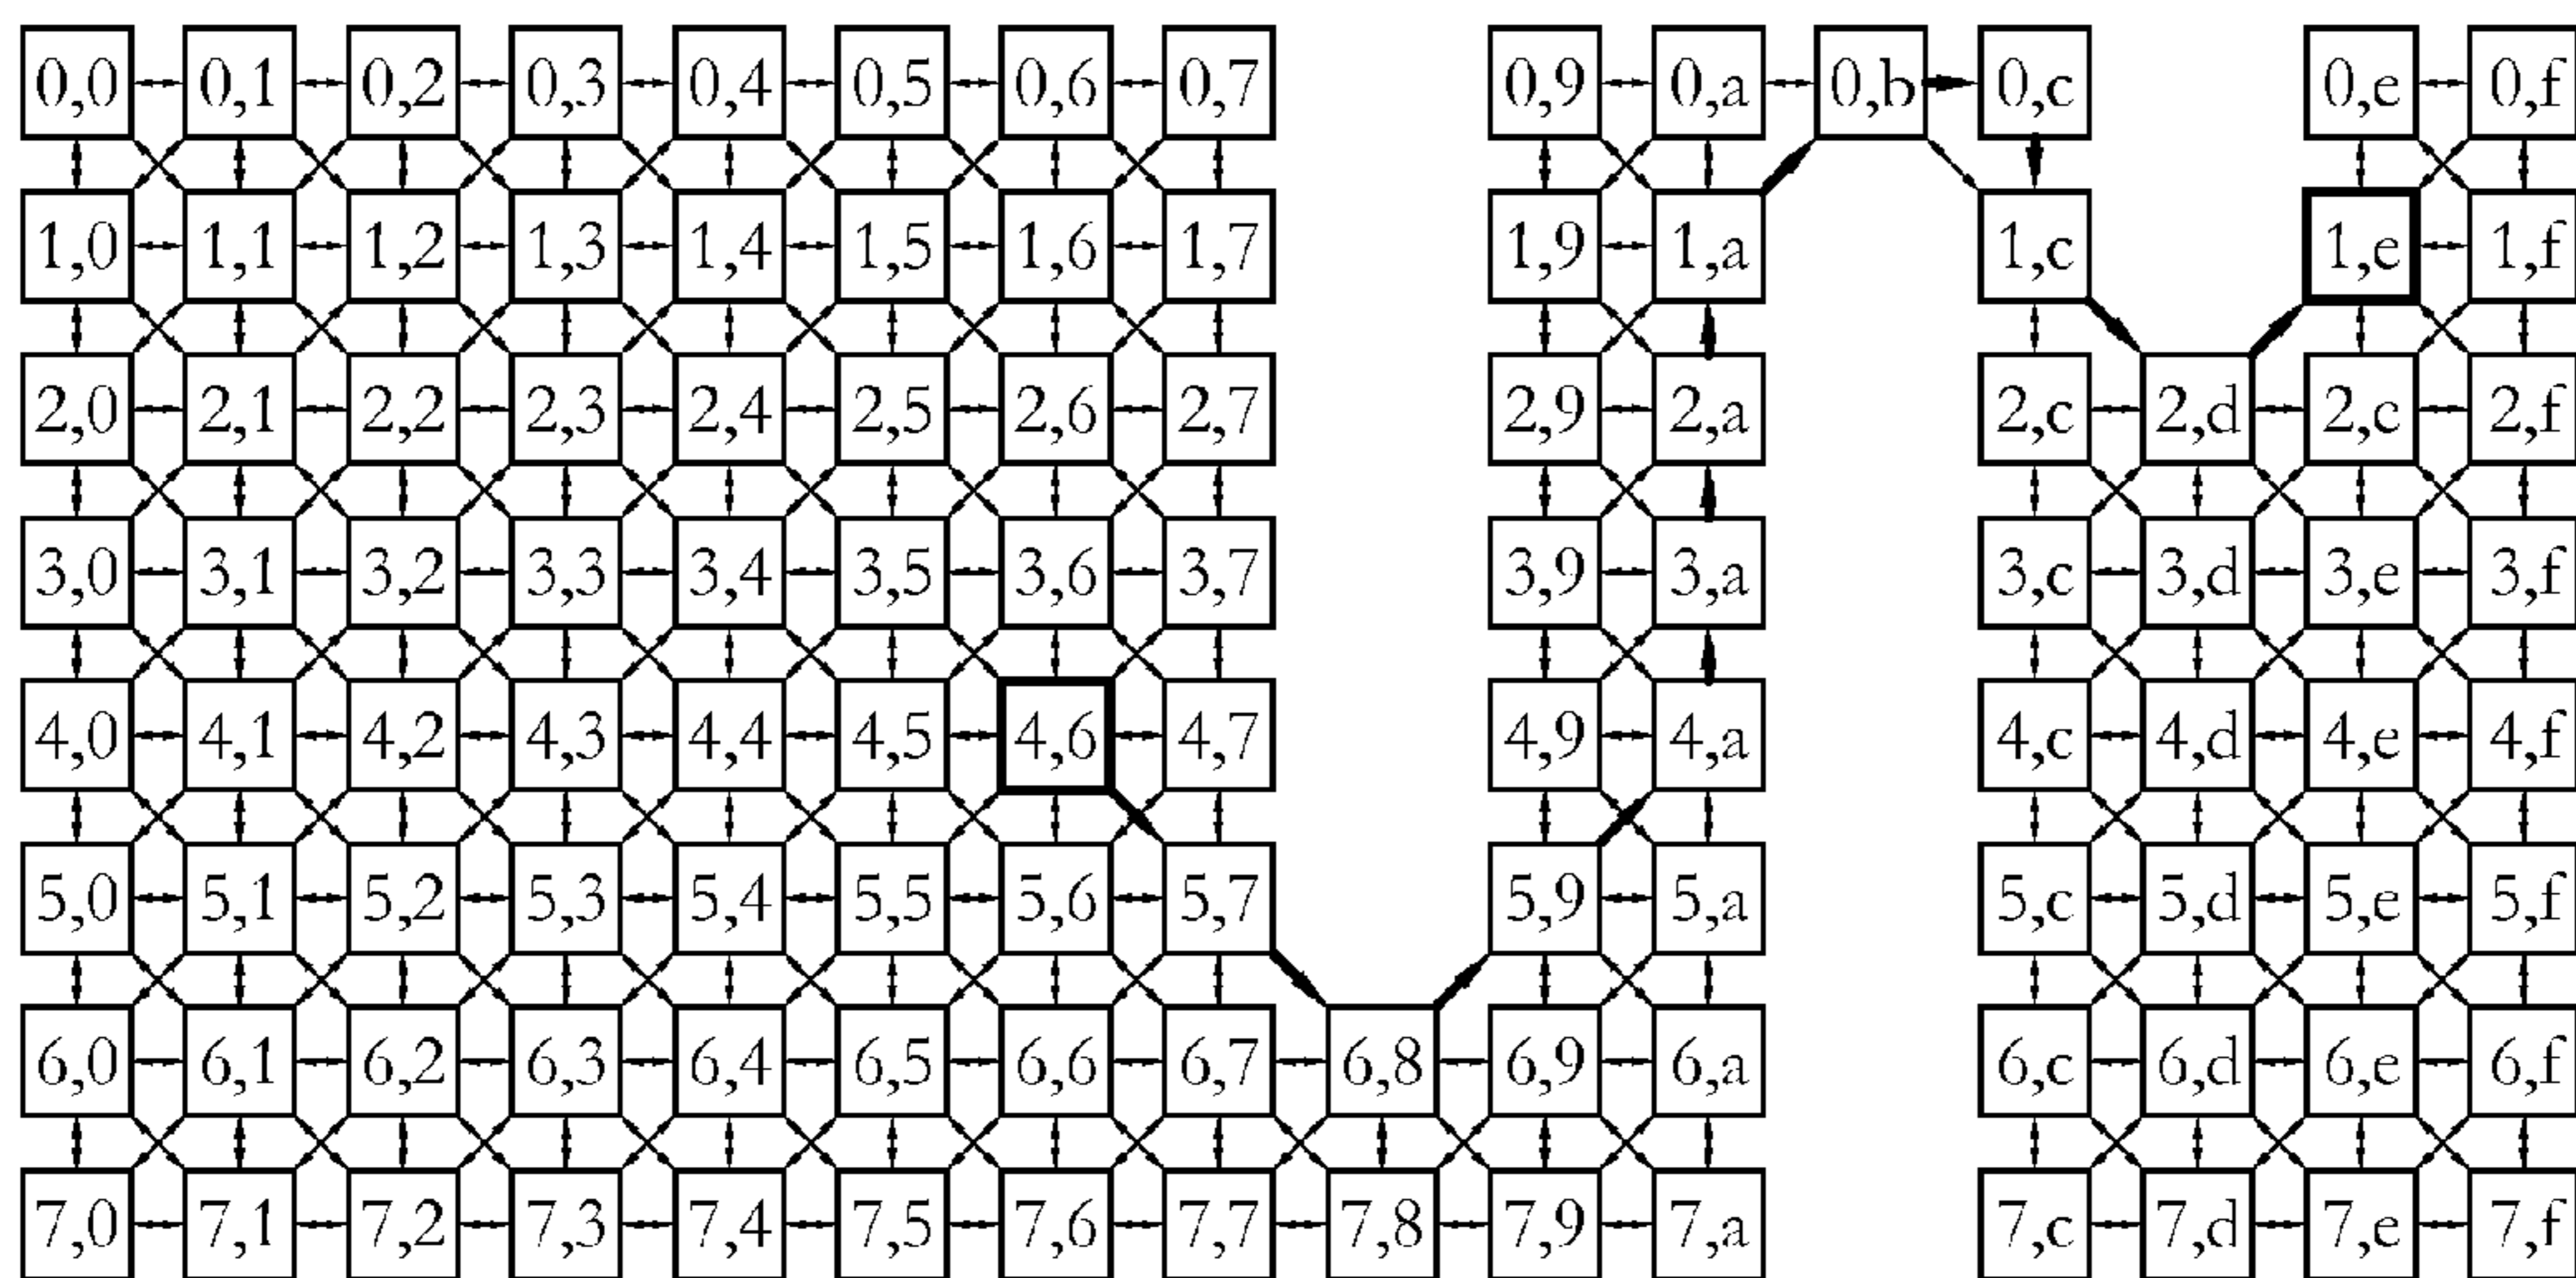 0,0 0,1 0,2 0,3 0,4 0,5 0,6 0,7 0,9 0,a 0,b 0,c 0,e 0,f
1,0 1,1 1,2 1,3 1,4 1,5 1,6 1,7 1,9 1,a 1,c 1,e 1,f
2,0 2,1 2,2 2,3 2,4 2,5 2,6 2,7 2,9 2,a 2,c 2,d 2,c 2,f
3,0 3,1 3,2 3,3 3,4 3,5 3,6 3,7 3,9 3,a 3,c 3,d 3,e 3,f
4,0 4,1 4,2 4,3 4,4 4,5 4,6 4,7 4,9 4,a 4,c 4,d 4,e 4,f
5,0 5,1 5,2 5,3 5,4 5,5 5,6 5,7 5,9 5,a 5,c 5,d 5,e 5,f
6,0 6,1 6,2 6,3 6,4 6,5 6,6 6,7 6,8 6,9 6,a 6,c 6,d 6,e 6,f
7,0 7,1 7,2 7,3 7,4 7,5 7,6 7,7 7,8 7,9 7,a 7,c 7,d 7,e 7,f